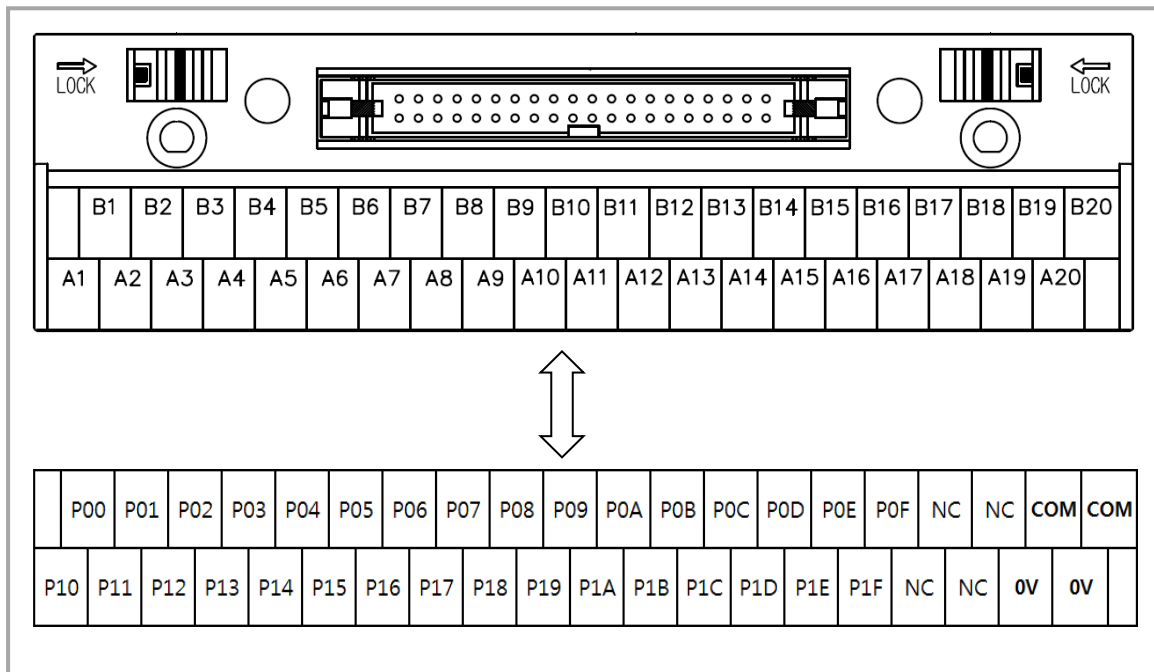 LOCK LOCK
B1 B2 B3 B4 B5 B6 B7 B8 B9 B10 B11 B12 B13 B14 B15 B16 B17 B18 B19 B20
A1 A2 A3 A4 A5 A6 A7 A8 A9 A10 A11 A12 A13 A14 A15 A16 A17 A18 A19 A20
P00 P01 P02 P03 P04 P05 P06 P07 P08 P09 P0A P0B P0C P0D P0E P0F NC NC COM COM
P10 P11 P12 P13 P14 P15 P16 P17 P18 P19 P1A P1B P1C P1D P1E P1F NC NC 0V 0V